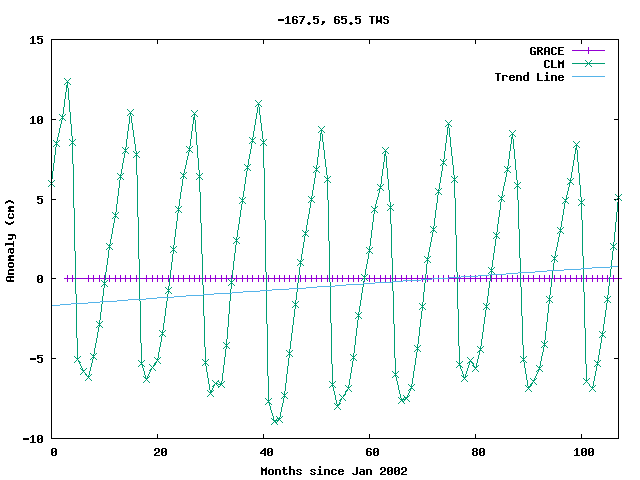 -167.5, 65.5 TWS
GRACE
CLM
Trend Line
15
10
5
0
-5
-10
Anomaly (cm)
0 20 40 60 80 100
Months since Jan 2002